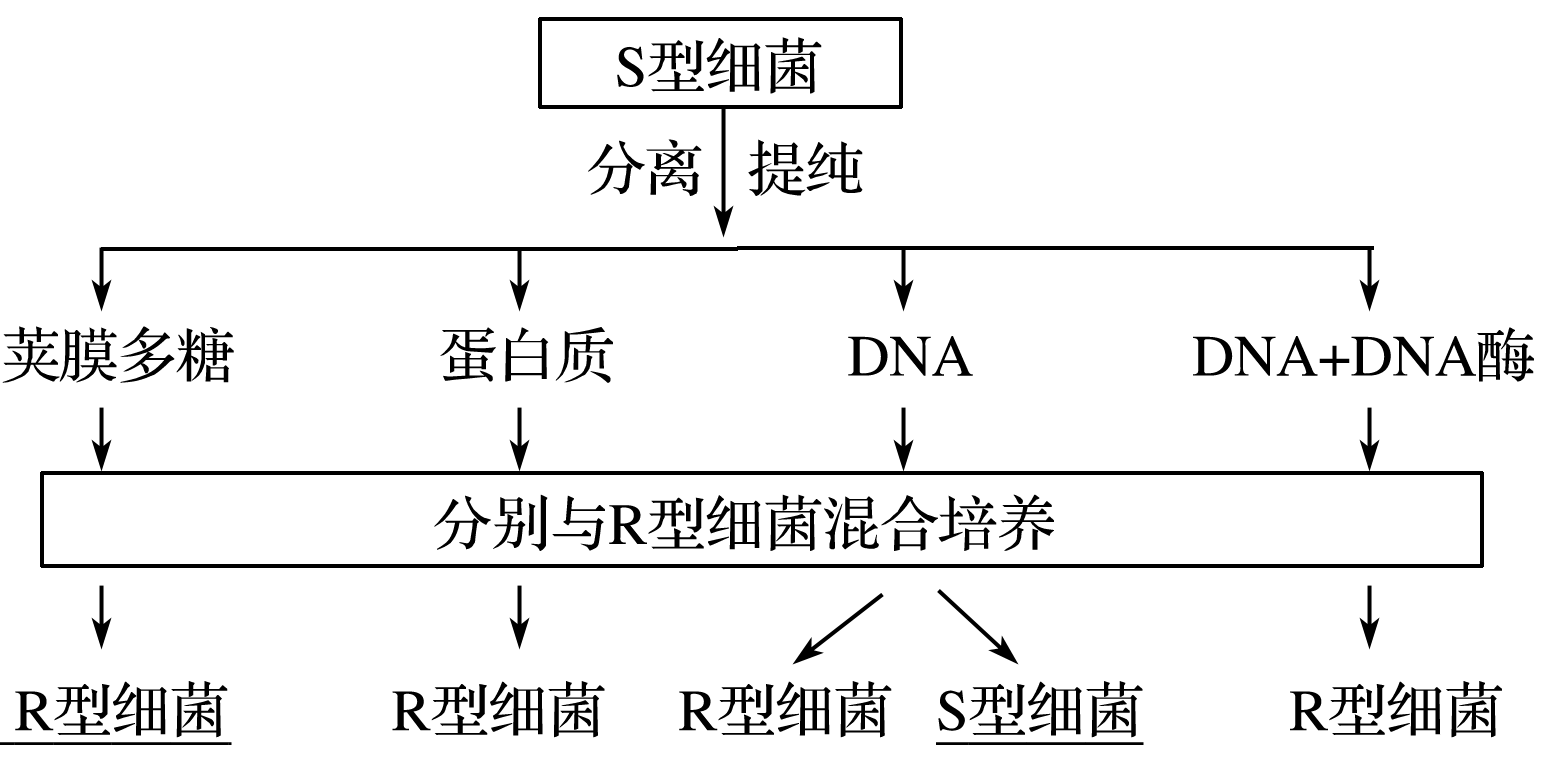 S型细菌
分离 提纯
荚膜多糖 蛋白质 DNA DNA+DNA酶
分别与R型细菌混合培养
R型细菌 R型细菌 R型细菌 S型细菌 R型细菌